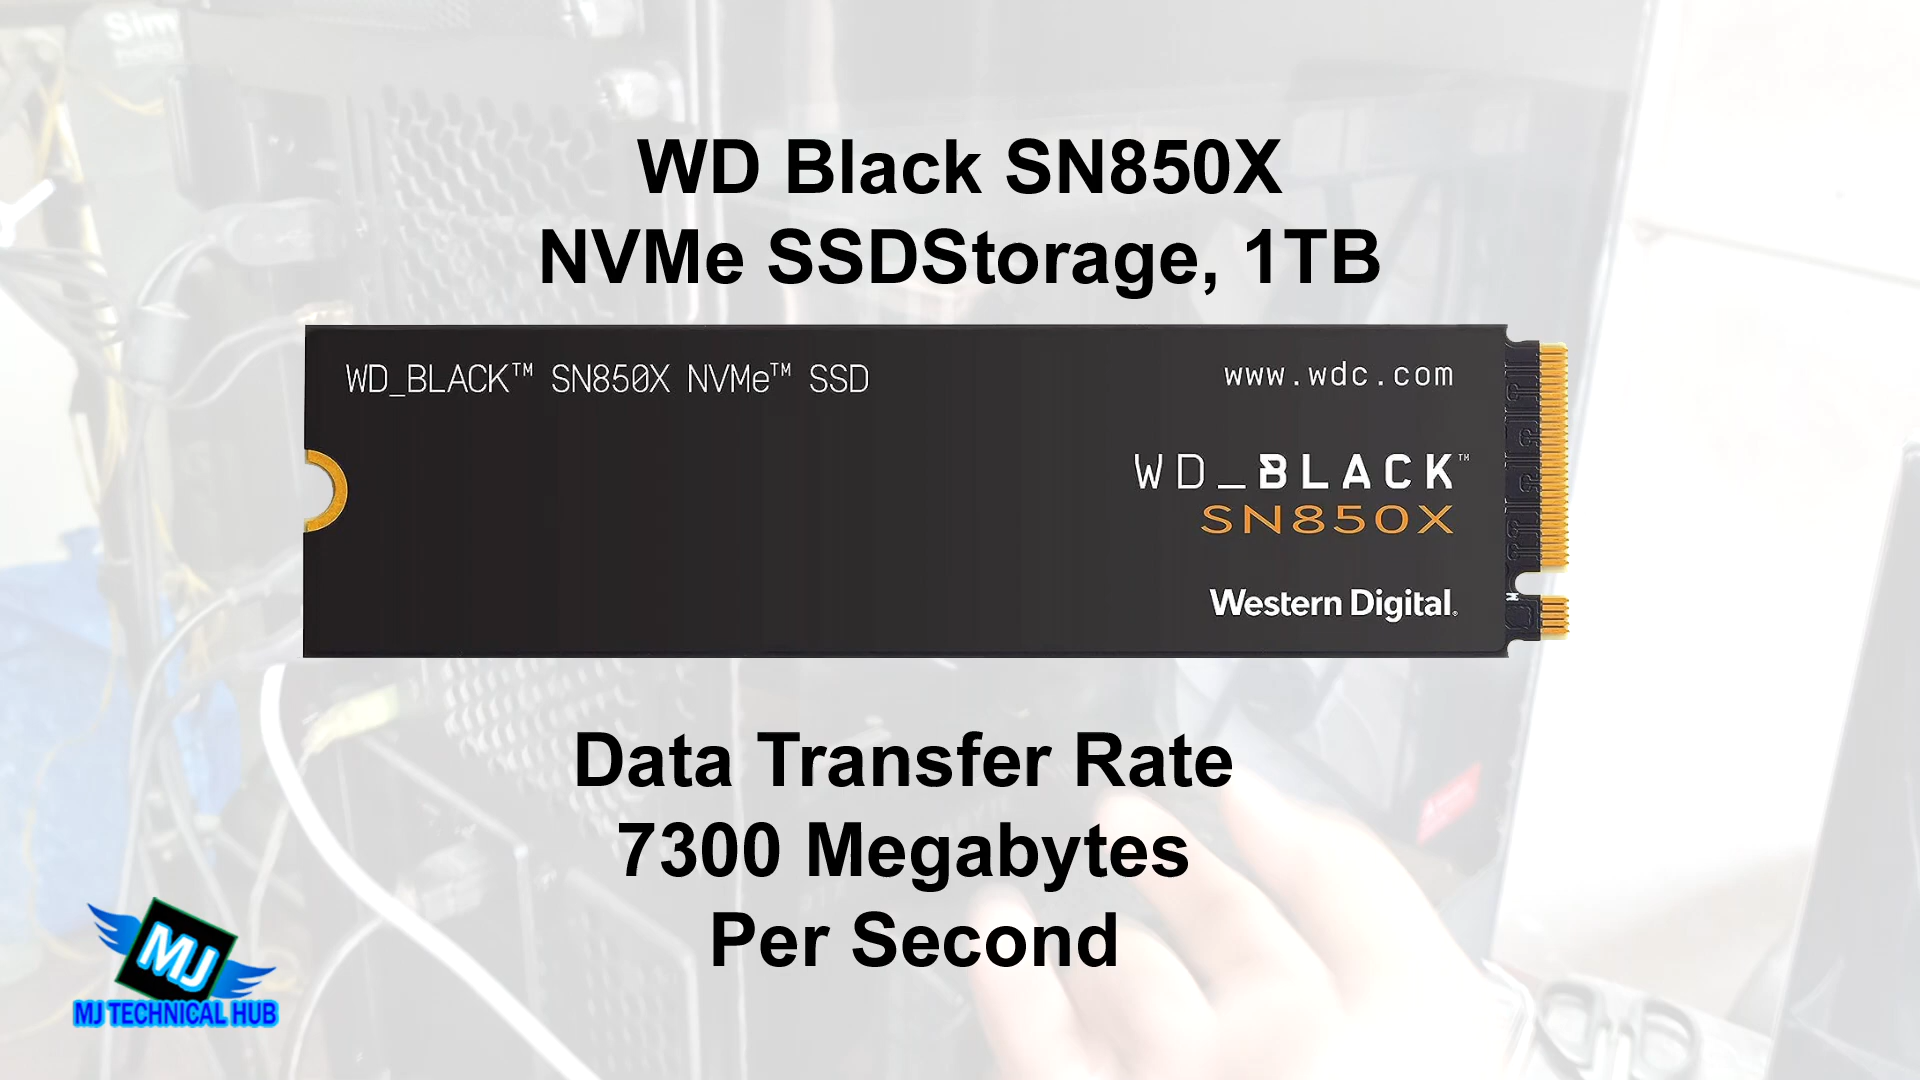 WD Black SN850X
NVMe SSDStorage, 1TB
WD_BLACK™ SN850X NVMe™ SSD
www.wdc.com
WD_BLACK™
SN850X
Western Digital®
M
Data Transfer Rate
7300 Megabytes
Per Second
MJ
MJ TECHNICAL HUB
Sim